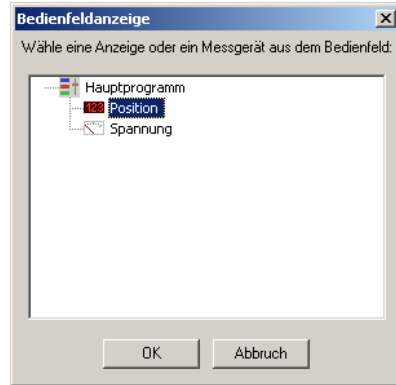 Bedienfeldanzeige
Wähle eine Anzeige oder ein Messgerät aus dem Bedienfeld:
Hauptprogramm
123 Position
Spannung
OK Abbruch